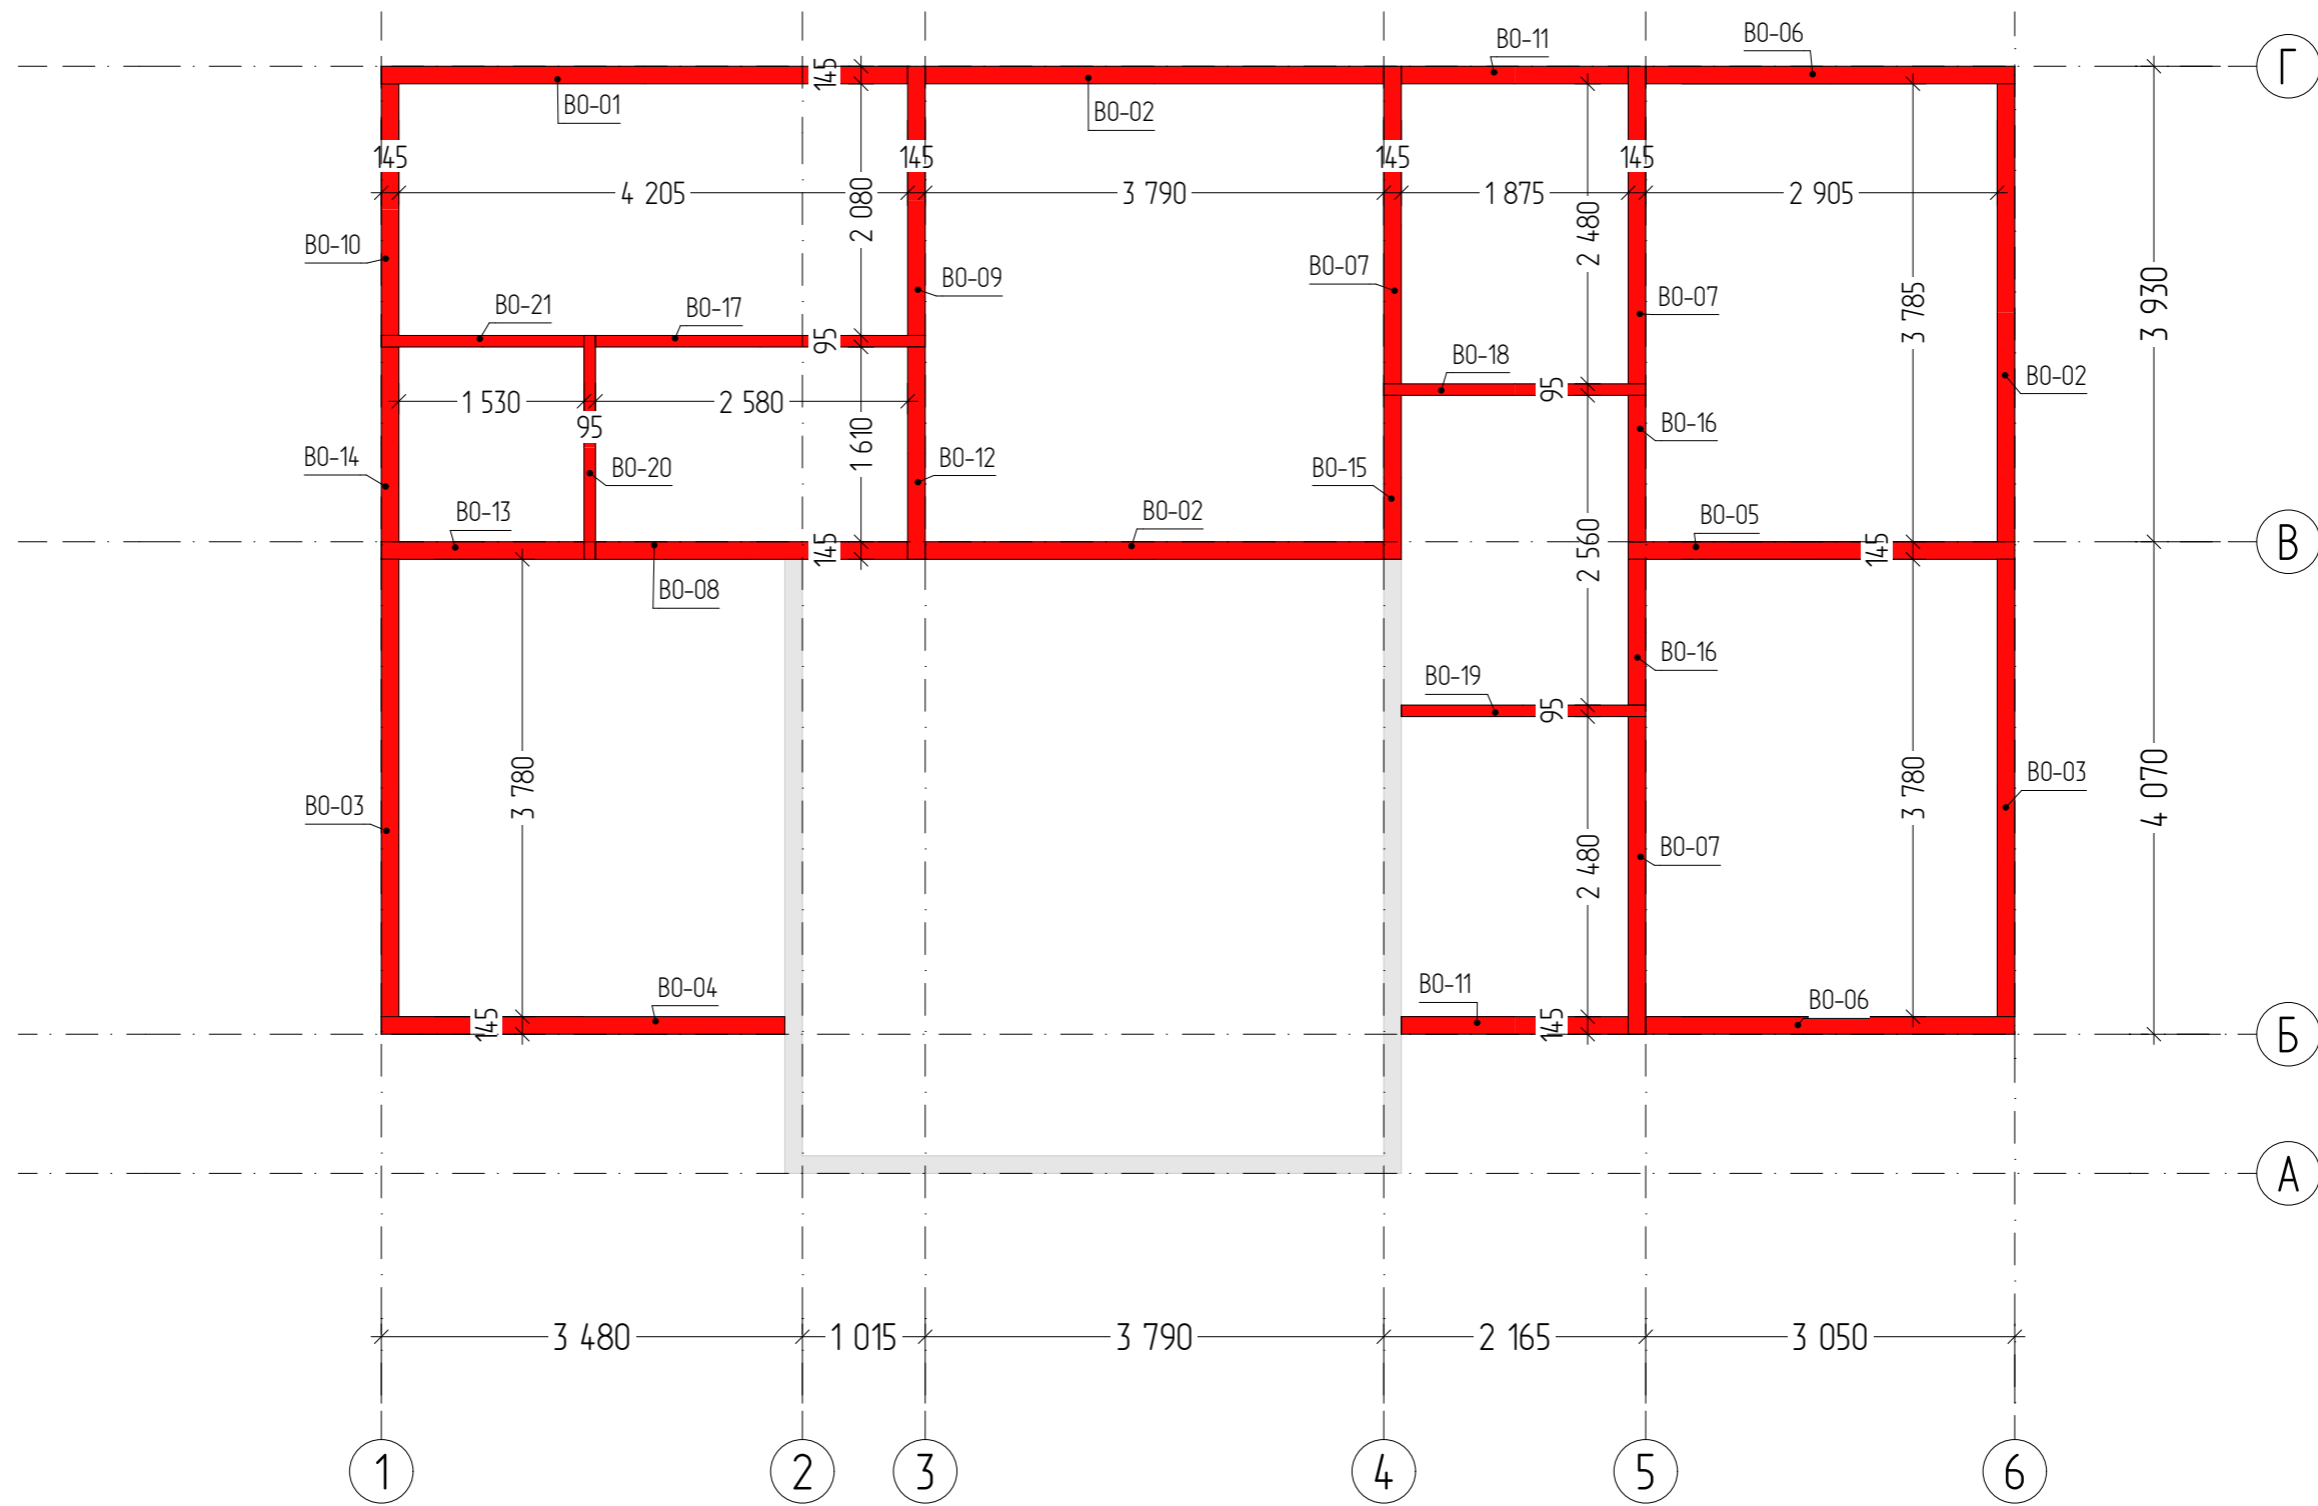 ВО-06
ВО-11
Г
145
ВО-01
ВО-02
145
145
145
145
4 205
2 080
3 790
1 875
2 480
2 905
ВО-10
ВО-09
ВО-07
ВО-07
3 785
3 930
ВО-21
ВО-17
95
ВО-18
95
ВО-02
1 530
95
2 580
1 610
ВО-16
ВО-14
ВО-20
ВО-12
ВО-15
ВО-13
ВО-02
ВО-05
145
145
2 560
В
ВО-08
ВО-16
ВО-19
95
3 780
3 780
4 070
ВО-03
ВО-03
ВО-07
2 480
ВО-04
ВО-11
ВО-06
145
145
Б
А
3 480
1 015
3 790
2 165
3 050
1
2
3
4
5
6